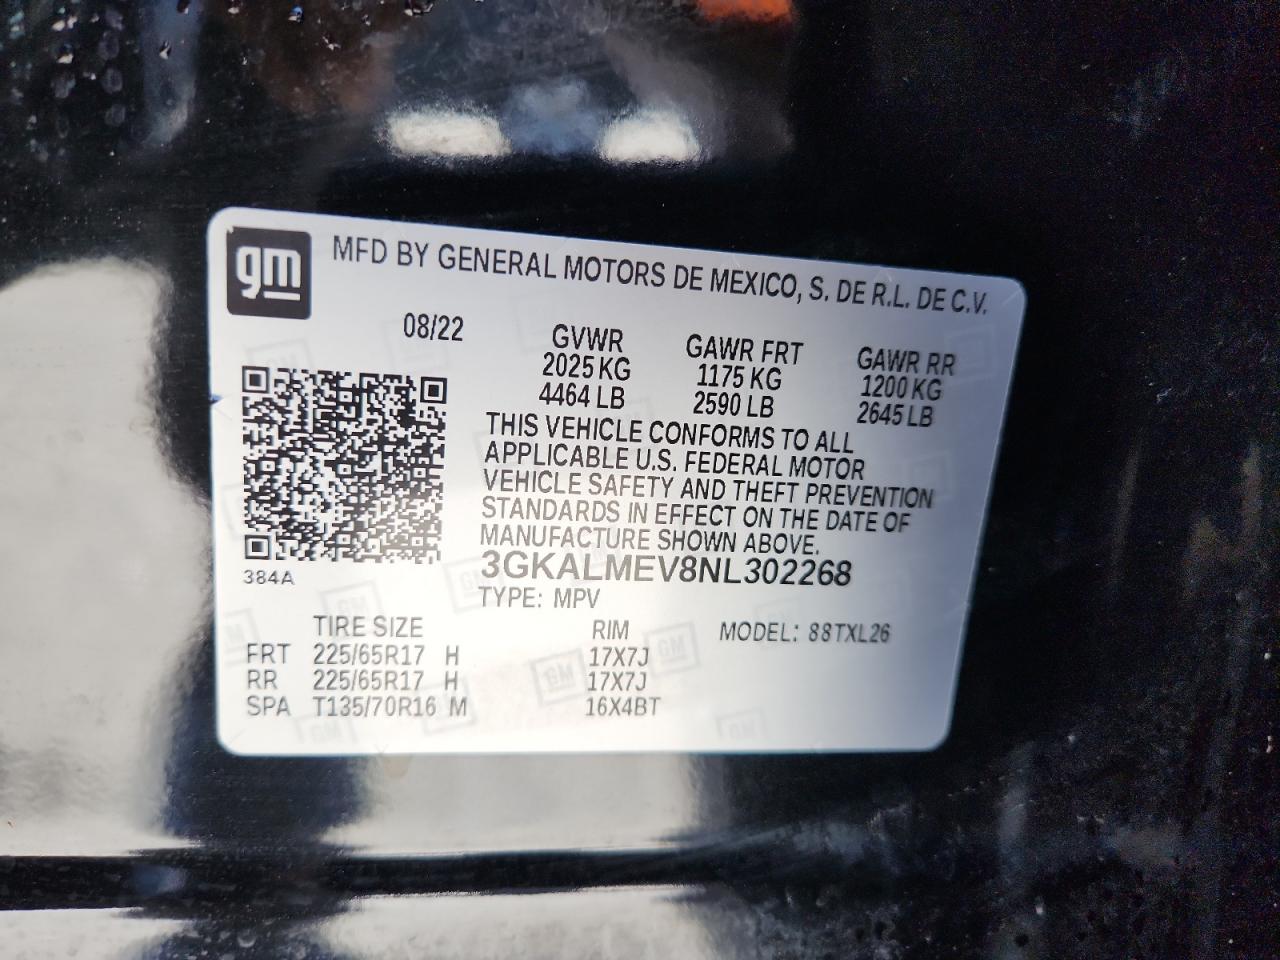 gm
MFD BY GENERAL MOTORS DE MEXICO, S. DE R.L. DE C.V.
08/22
GVWR
2025 KG
4464 LB
GAWR FRT
1175 KG
2590 LB
GAWR RR
1200 KG
2645 LB
THIS VEHICLE CONFORMS TO ALL
APPLICABLE U.S. FEDERAL MOTOR
VEHICLE SAFETY AND THEFT PREVENTION
STANDARDS IN EFFECT ON THE DATE OF
MANUFACTURE SHOWN ABOVE.
3GKALMEV8NL302268
384A
TYPE: MPV
MODEL: 88TXL26
TIRE SIZE RIM
FRT 225/65R17 H 17X7J
RR 225/65R17 H 17X7J
SPA T135/70R16 M 16X4BT